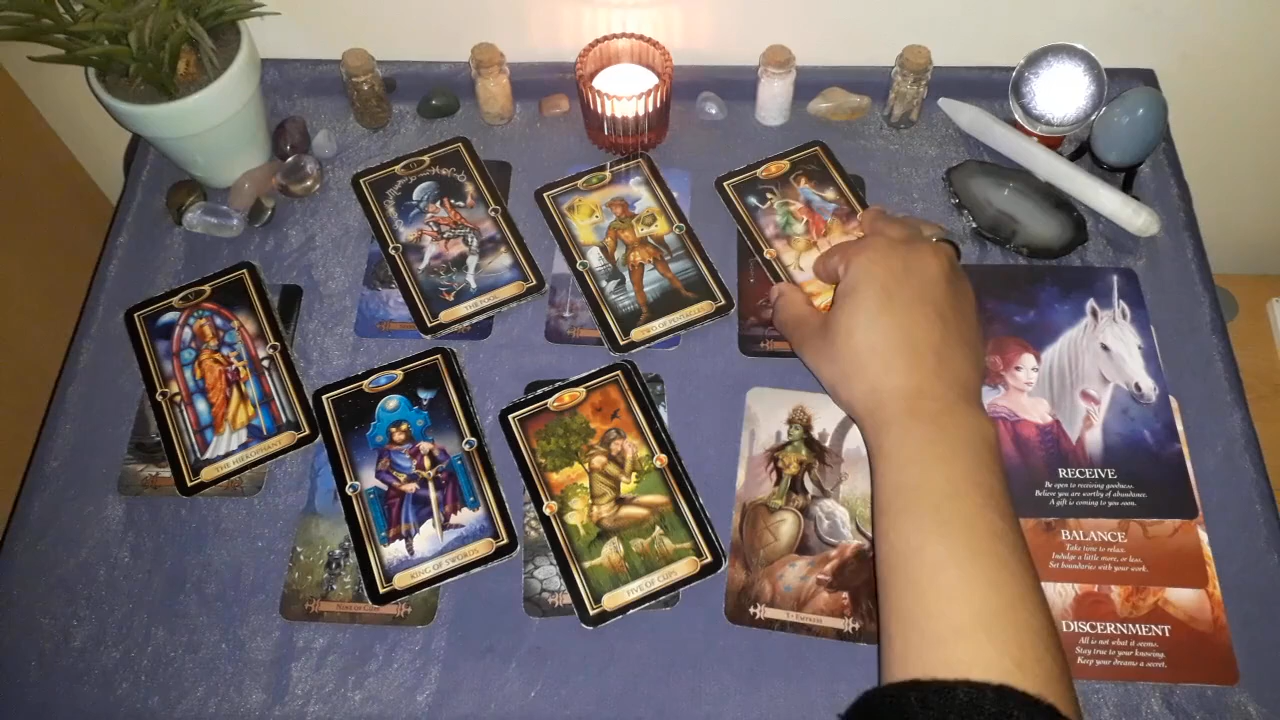 0
THE FOOL
TWO OF PENTACLES
V
THE HIEROPHANT
KING OF SWORDS
FIVE OF CUPS
NINE OF CUPS
EMPRESS
RECEIVE
Be open to receiving goodness.
Believe you are worthy of abundance.
A gift is coming to you soon.
BALANCE
Take time to relax.
Indulge a little more, or less.
Set boundaries with your work.
DISCERNMENT
All is not what it seems.
Stay true to your knowing.
Keep your dreams a secret.